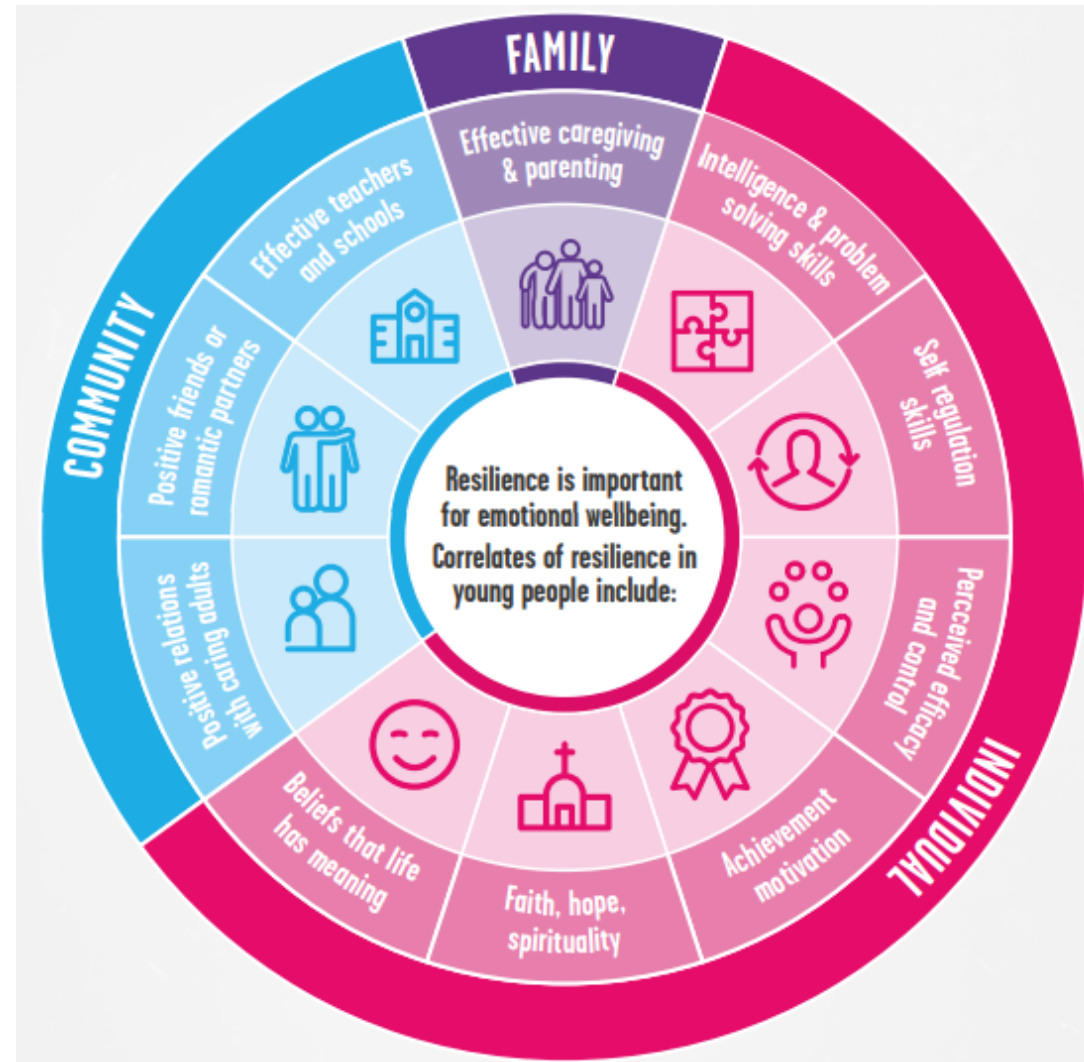 FAMILY
Effective caregiving
& parenting
Intelligence & problem
solving skills
Self regulation
skills
Perceived efficacy
and control
INDIVIDUAL
Achievement
motivation
Faith, hope,
spirituality
Beliefs that life
has meaning
Positive relations
with caring adults
COMMUNITY
Positive friends or
romantic partners
Effective teachers
and schools
Resilience is important
for emotional wellbeing.
Correlates of resilience in
young people include: